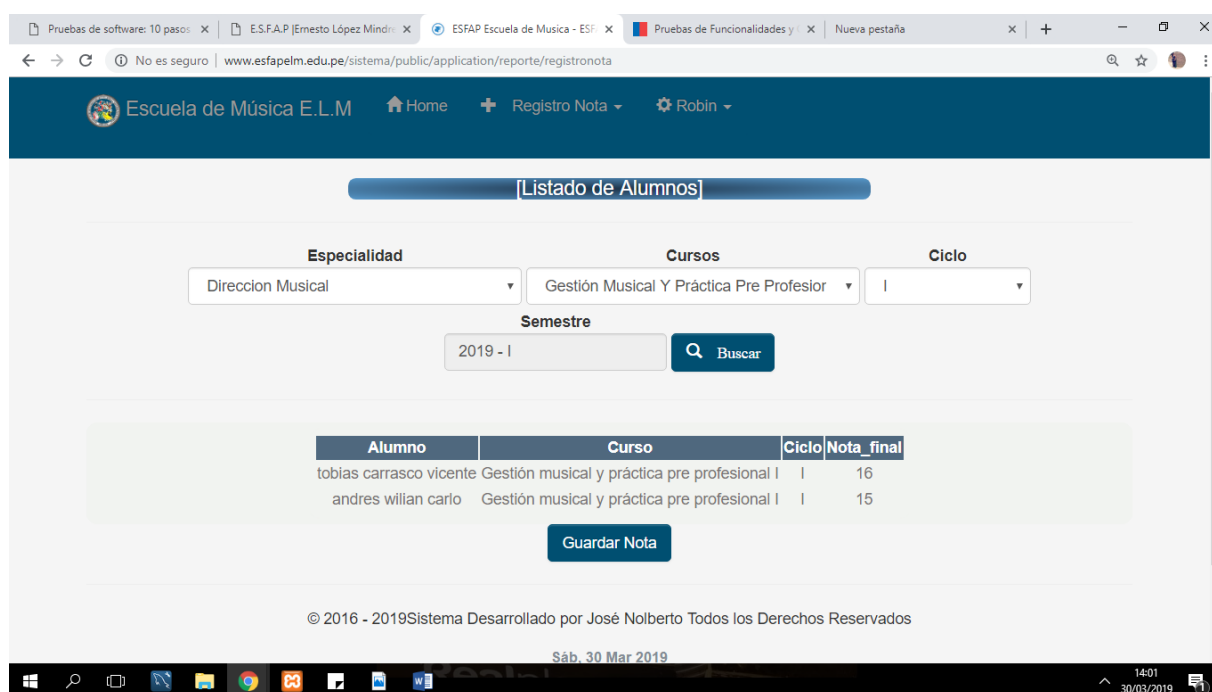 Pruebas de software: 10 pasos
E.S.F.A.P |Ernesto López Mindre
ESFAP Escuela de Musica - ESF
Pruebas de Funcionalidades y
Nueva pestaña
No es seguro | www.esfapelm.edu.pe/sistema/public/application/reporte/registronota
Escuela de Música E.L.M Home Registro Nota Robin
[Listado de Alumnos]
Especialidad Cursos Ciclo
Direccion Musical Gestión Musical Y Práctica Pre Profesior I
Semestre
2019 - I Buscar
Alumno Curso Ciclo Nota_final
tobias carrasco vicente Gestión musical y práctica pre profesional I I 16
andres wilian carlo Gestión musical y práctica pre profesional I I 15
Guardar Nota
© 2016 - 2019Sistema Desarrollado por José Nolberto Todos los Derechos Reservados
Sáb, 30 Mar 2019
14:01
30/03/2019